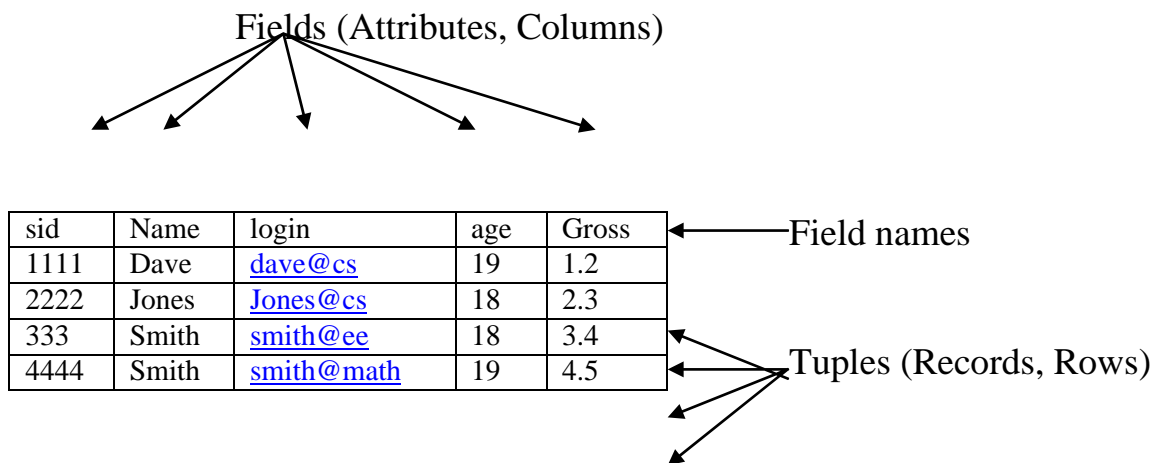 Fields (Attributes, Columns)
sid Name login age Gross
Field names
1111 Dave dave@cs 19 1.2
2222 Jones Jones@cs 18 2.3
333 Smith smith@ee 18 3.4
4444 Smith smith@math 19 4.5
Tuples (Records, Rows)